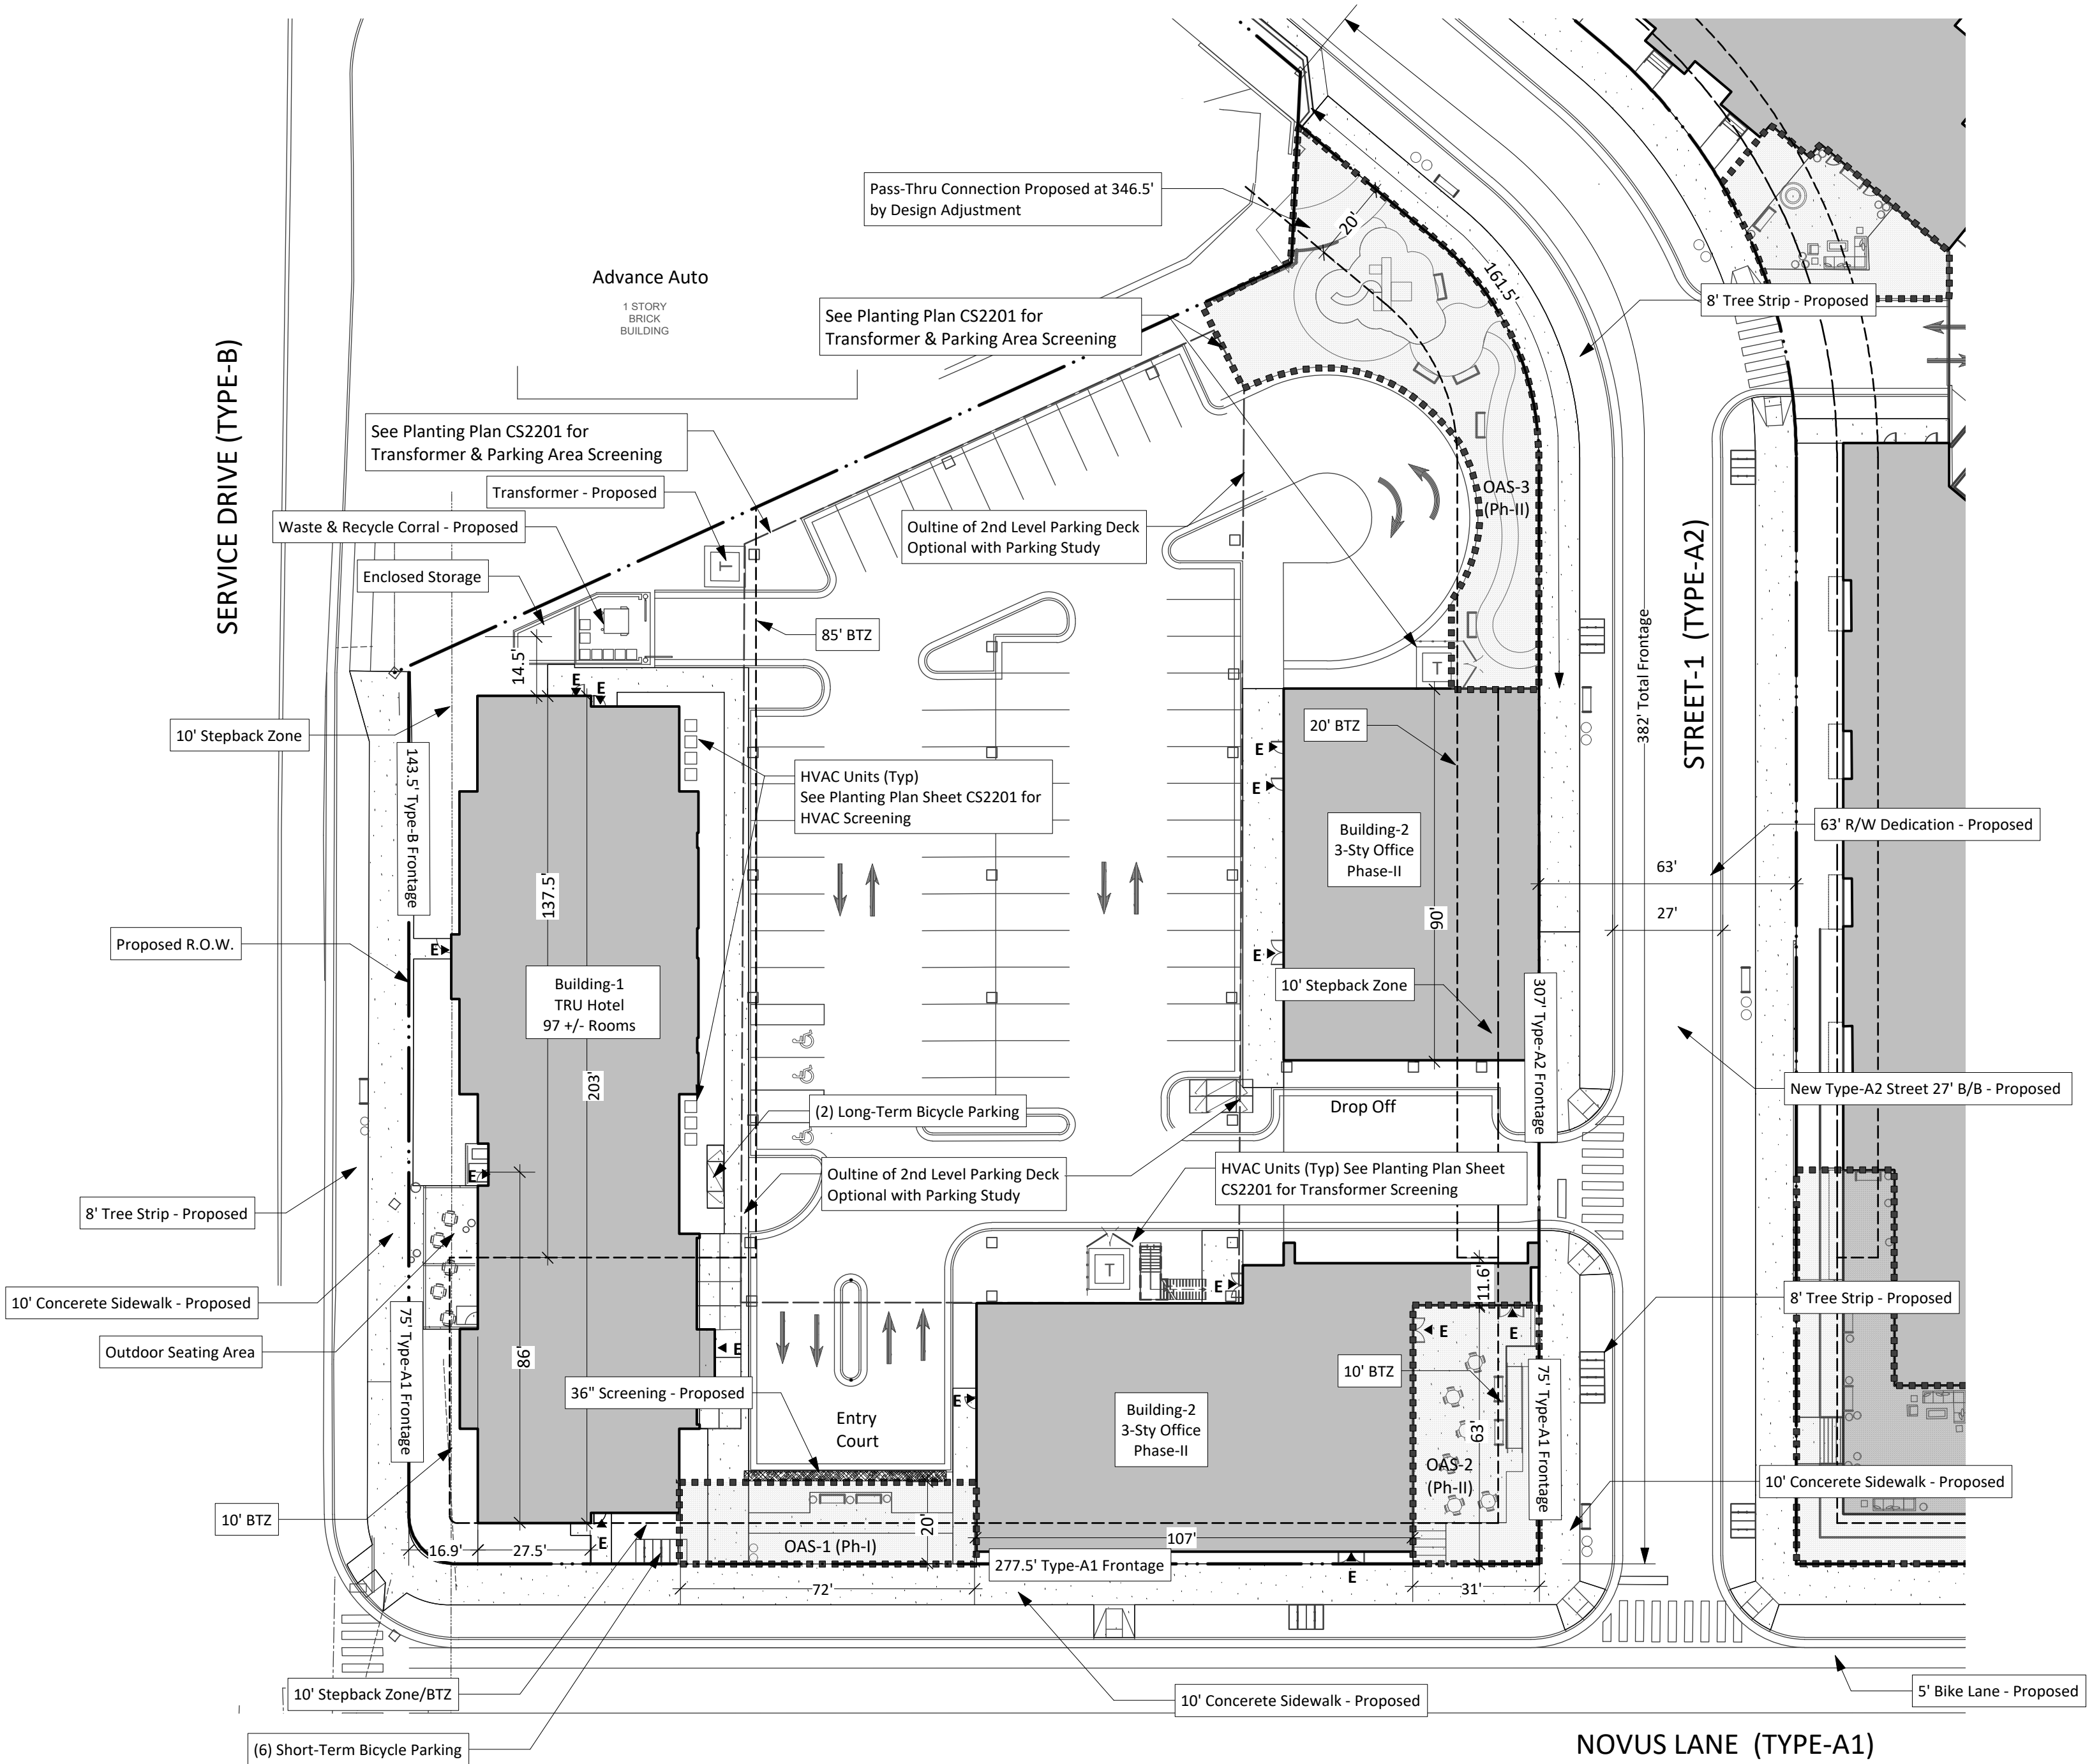 Pass-Thru Connection Proposed at 346.5'
by Design Adjustment
20'
161.5'
Advance Auto
1 STORY
BRICK
BUILDING
8' Tree Strip - Proposed
See Planting Plan CS2201 for
Transformer & Parking Area Screening
SERVICE DRIVE (TYPE-B)
See Planting Plan CS2201 for
Transformer & Parking Area Screening
Transformer - Proposed
T
Waste & Recycle Corral - Proposed
Oultine of 2nd Level Parking Deck
Optional with Parking Study
OAS-3
(Ph-II)
Enclosed Storage
STREET-1 (TYPE-A2)
382' Total Frontage
85' BTZ
14.5'
T
E
E
10' Stepback Zone
20' BTZ
143.5' Type-B Frontage
HVAC Units (Typ)
See Planting Plan Sheet CS2201 for
HVAC Screening
E
E
Building-2
3-Sty Office
Phase-II
63' R/W Dedication - Proposed
63'
137.5'
90'
27'
Proposed R.O.W.
E
E
Building-1
TRU Hotel
97 +/- Rooms
10' Stepback Zone
307' Type-A2 Frontage
203'
(2) Long-Term Bicycle Parking
Drop Off
New Type-A2 Street 27' B/B - Proposed
E
Oultine of 2nd Level Parking Deck
Optional with Parking Study
HVAC Units (Typ) See Planting Plan Sheet
CS2201 for Transformer Screening
8' Tree Strip - Proposed
T
E
11.6'
10' Concerete Sidewalk - Proposed
8' Tree Strip - Proposed
75' Type-A1 Frontage
Outdoor Seating Area
86'
E
E
E
10' BTZ
36" Screening - Proposed
E
Entry
Court
Building-2
3-Sty Office
Phase-II
63'
75' Type-A1 Frontage
OAS-2
(Ph-II)
10' Concerete Sidewalk - Proposed
10' BTZ
16.9'
27.5'
E
OAS-1 (Ph-I)
20'
107'
277.5' Type-A1 Frontage
E
72'
31'
10' Stepback Zone/BTZ
10' Concerete Sidewalk - Proposed
5' Bike Lane - Proposed
(6) Short-Term Bicycle Parking
NOVUS LANE (TYPE-A1)